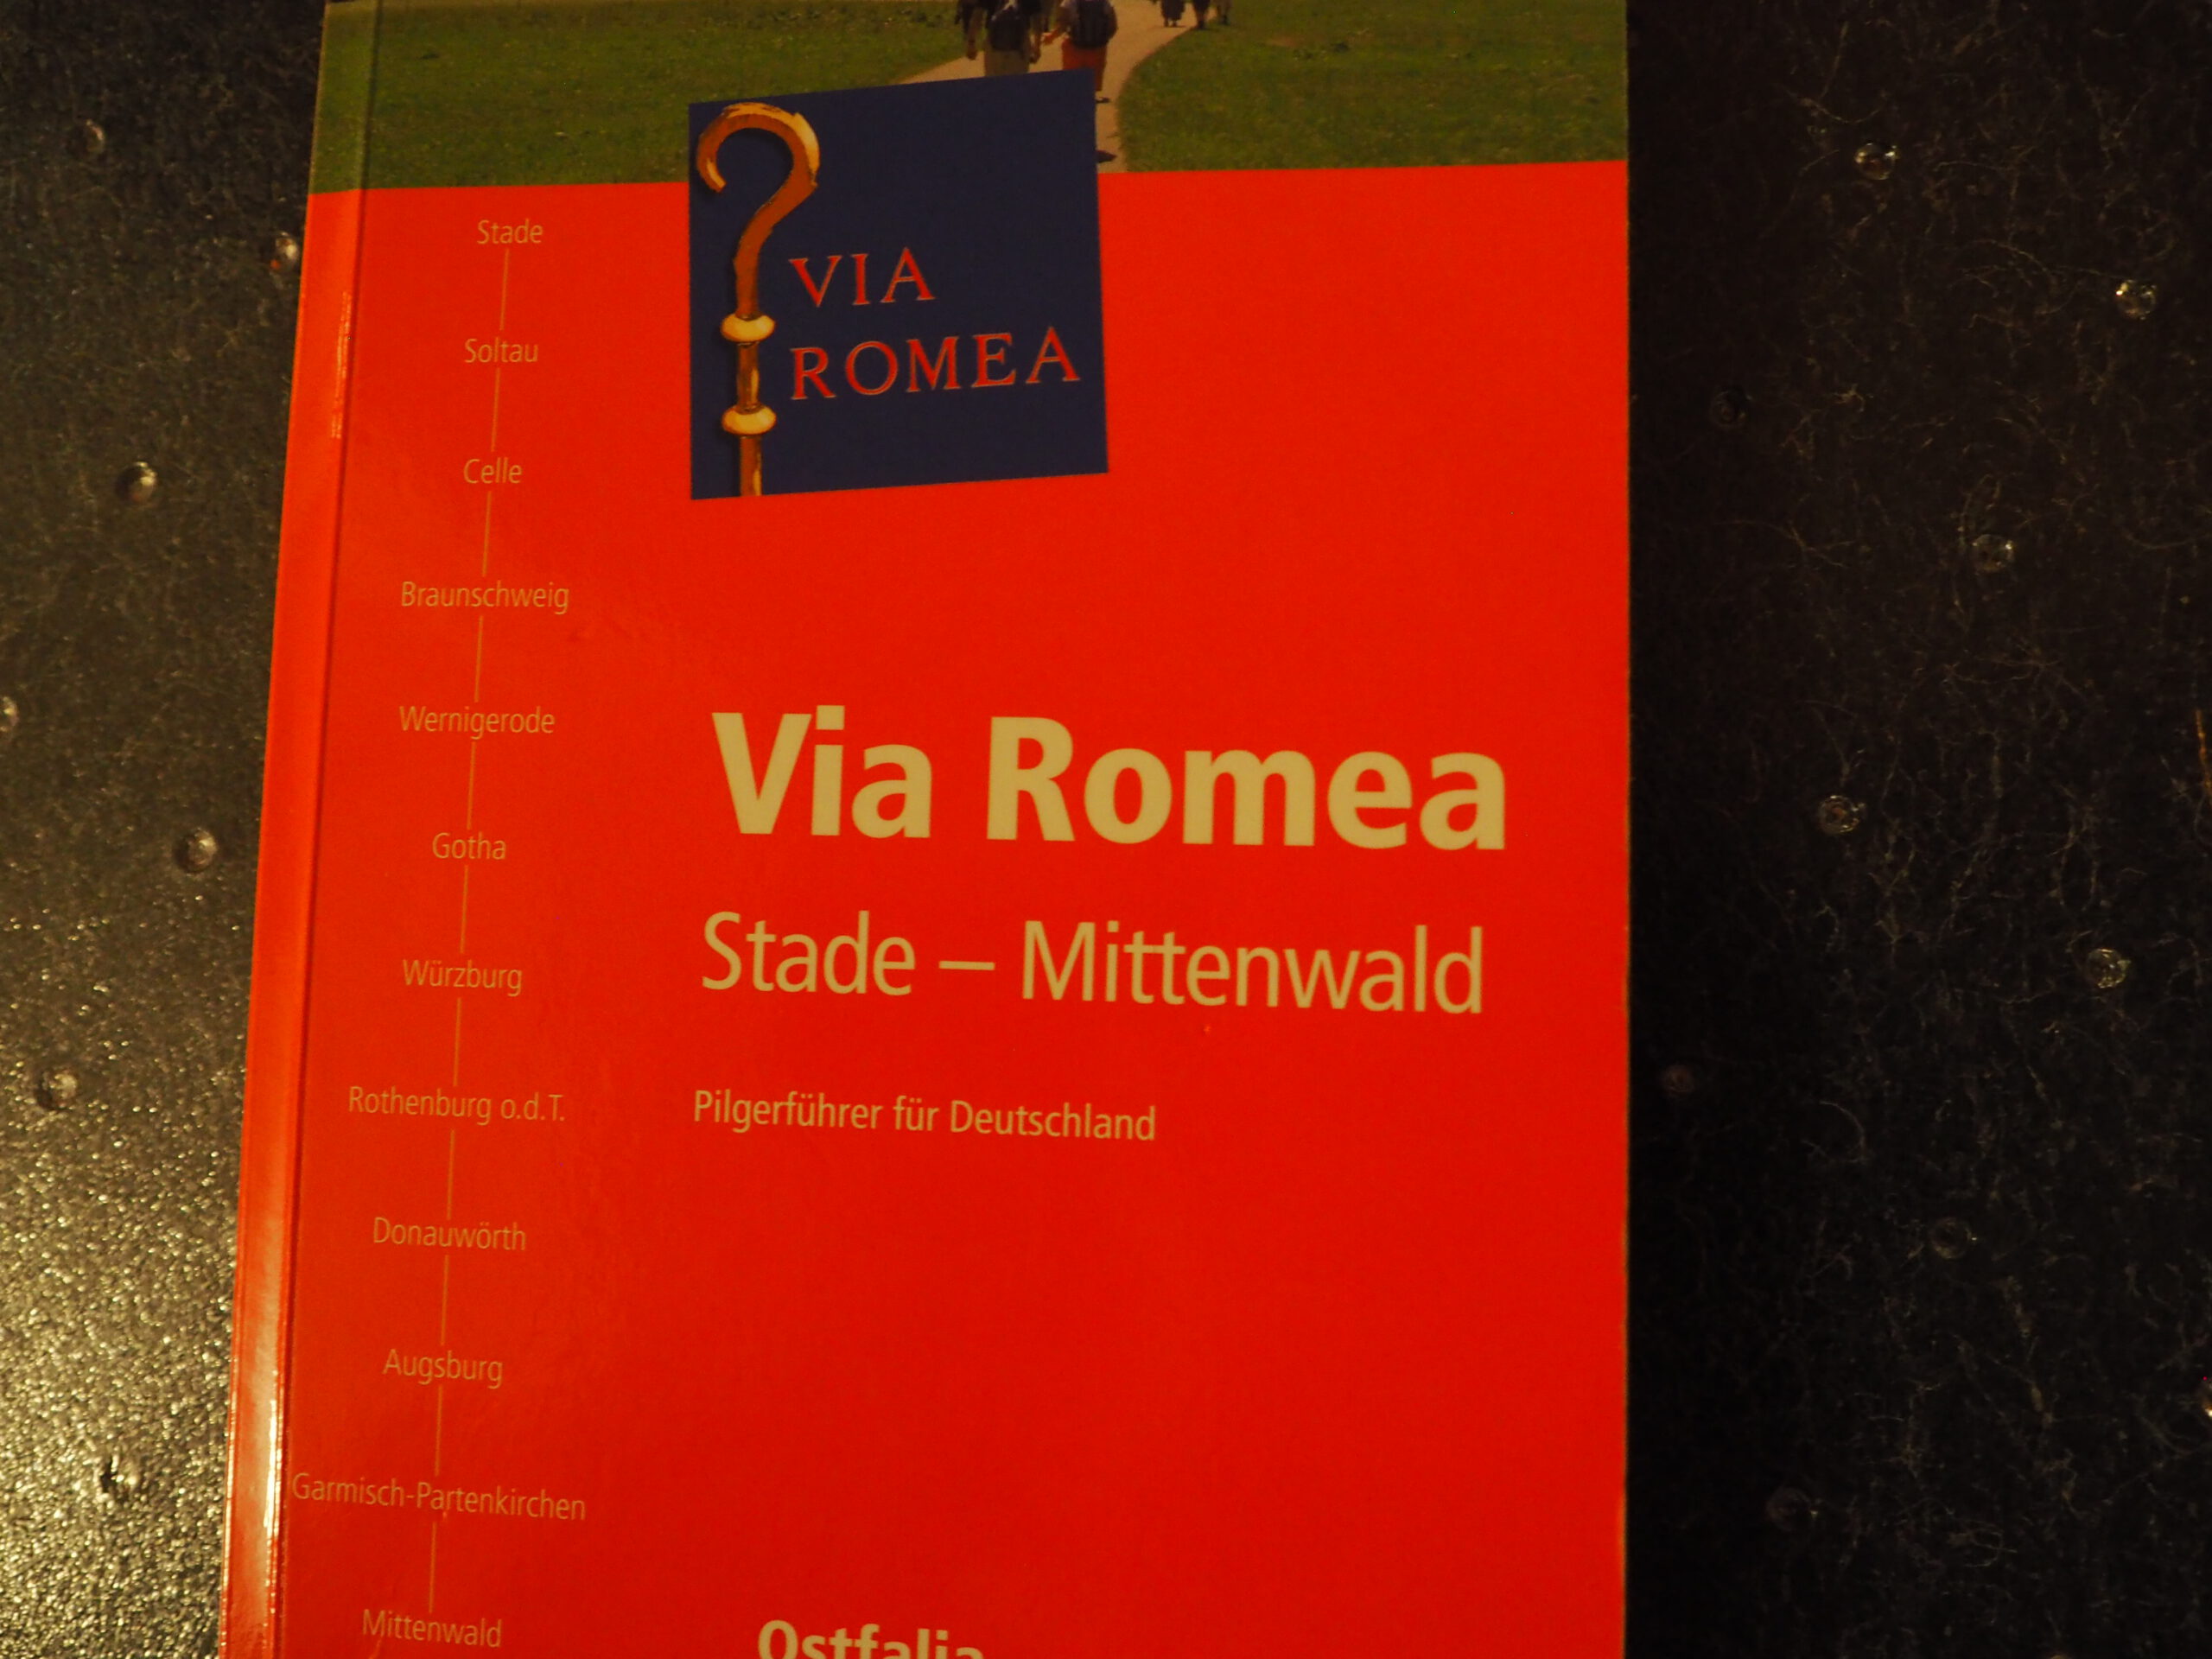 VIA
ROMEA
Stade
Soltau
Celle
Braunschweig
Wernigerode
Gotha
Würzburg
Rothenburg o.d.T.
Donauwörth
Augsburg
Garmisch-Partenkirchen
Mittenwald
Via Romea
Stade – Mittenwald
Pilgerführer für Deutschland
Ostfalia